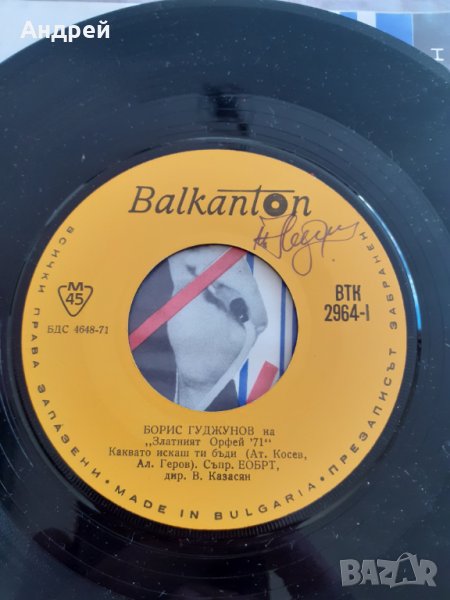 Андрей
Balkanton
M
45
БДС 4648-71
ВТК
2964-I
БОРИС ГУДЖУНОВ на
„Златният Орфей '71“
Каквато искаш ти бъди (Ат. Косев,
Ал. Геров). Съпр. ЕОБРТ,
дир. В. Казасян
ВСИЧКИ ПРАВА ЗАПАЗЕНИ • MADE IN BULGARIA • ПРЕЗАПИСЪТ ЗАБРАНЕН
BAZAR